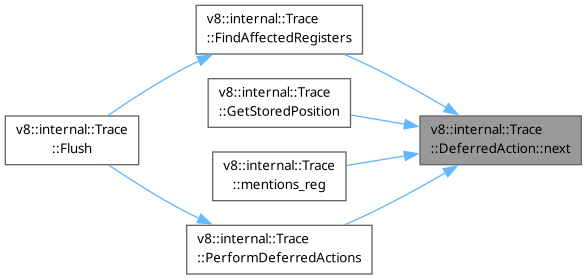 v8::internal::Trace
::FindAffectedRegisters
v8::internal::Trace
::GetStoredPosition
v8::internal::Trace
::DeferredAction::next
v8::internal::Trace
::Flush
v8::internal::Trace
::mentions_reg
v8::internal::Trace
::PerformDeferredActions